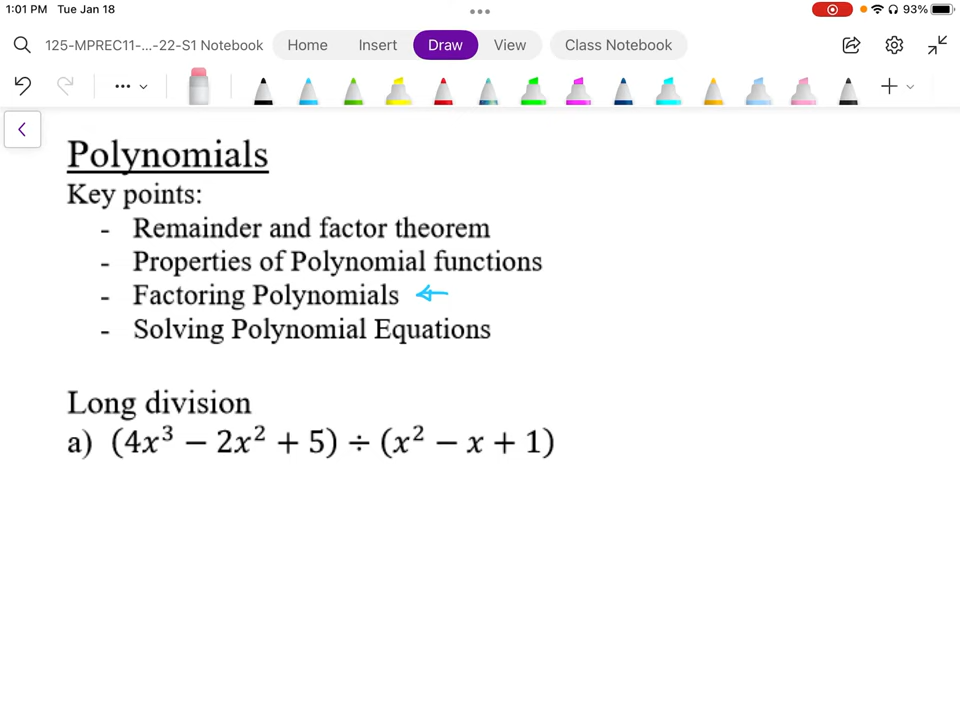 1:01 PM Tue Jan 18
93%
125-MPREC11-...-22-S1 Notebook Home Insert Draw View Class Notebook
Polynomials
Key points:
- Remainder and factor theorem
- Properties of Polynomial functions
- Factoring Polynomials
- Solving Polynomial Equations
Long division
a) (4x³ − 2x² + 5) ÷ (x² − x + 1)